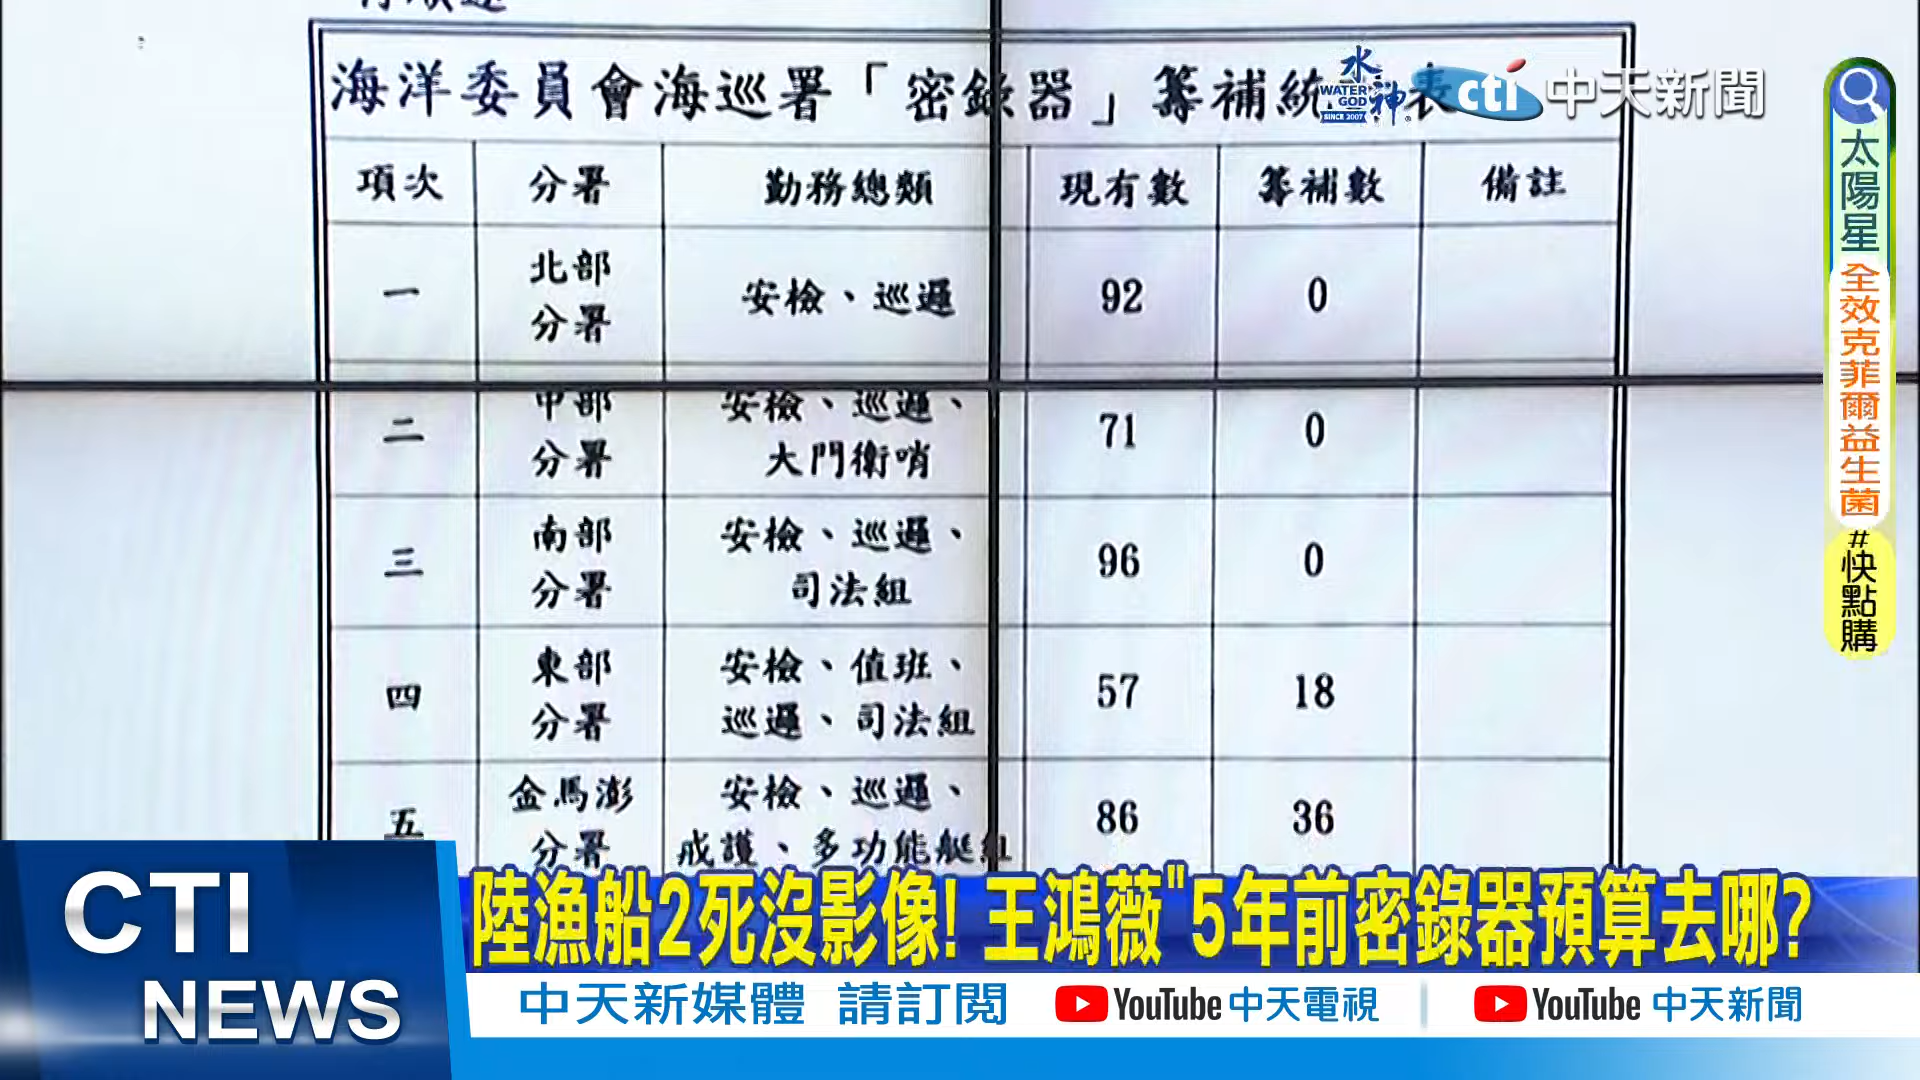 海洋委員會海巡署「密錄器」籌補統
表
水神
WATER GOD
SINCE 2007
cti 中天新聞
項次 分署 勤務總類 現有數 籌補數 備註
一 北部分署 安檢、巡邏 92 0
二 中部分署 安檢、巡邏、大門衛哨 71 0
三 南部分署 安檢、巡邏、司法組 96 0
四 東部分署 安檢、值班、巡邏、司法組 57 18
五 金馬澎分署 安檢、巡邏、戒護、多功能艇組 86 36
太陽星
全效克菲爾益生菌
#快點購
CTI NEWS
陸漁船2死沒影像! 王鴻薇"5年前密錄器預算去哪?
中天新媒體 請訂閱 YouTube 中天電視 | YouTube 中天新聞